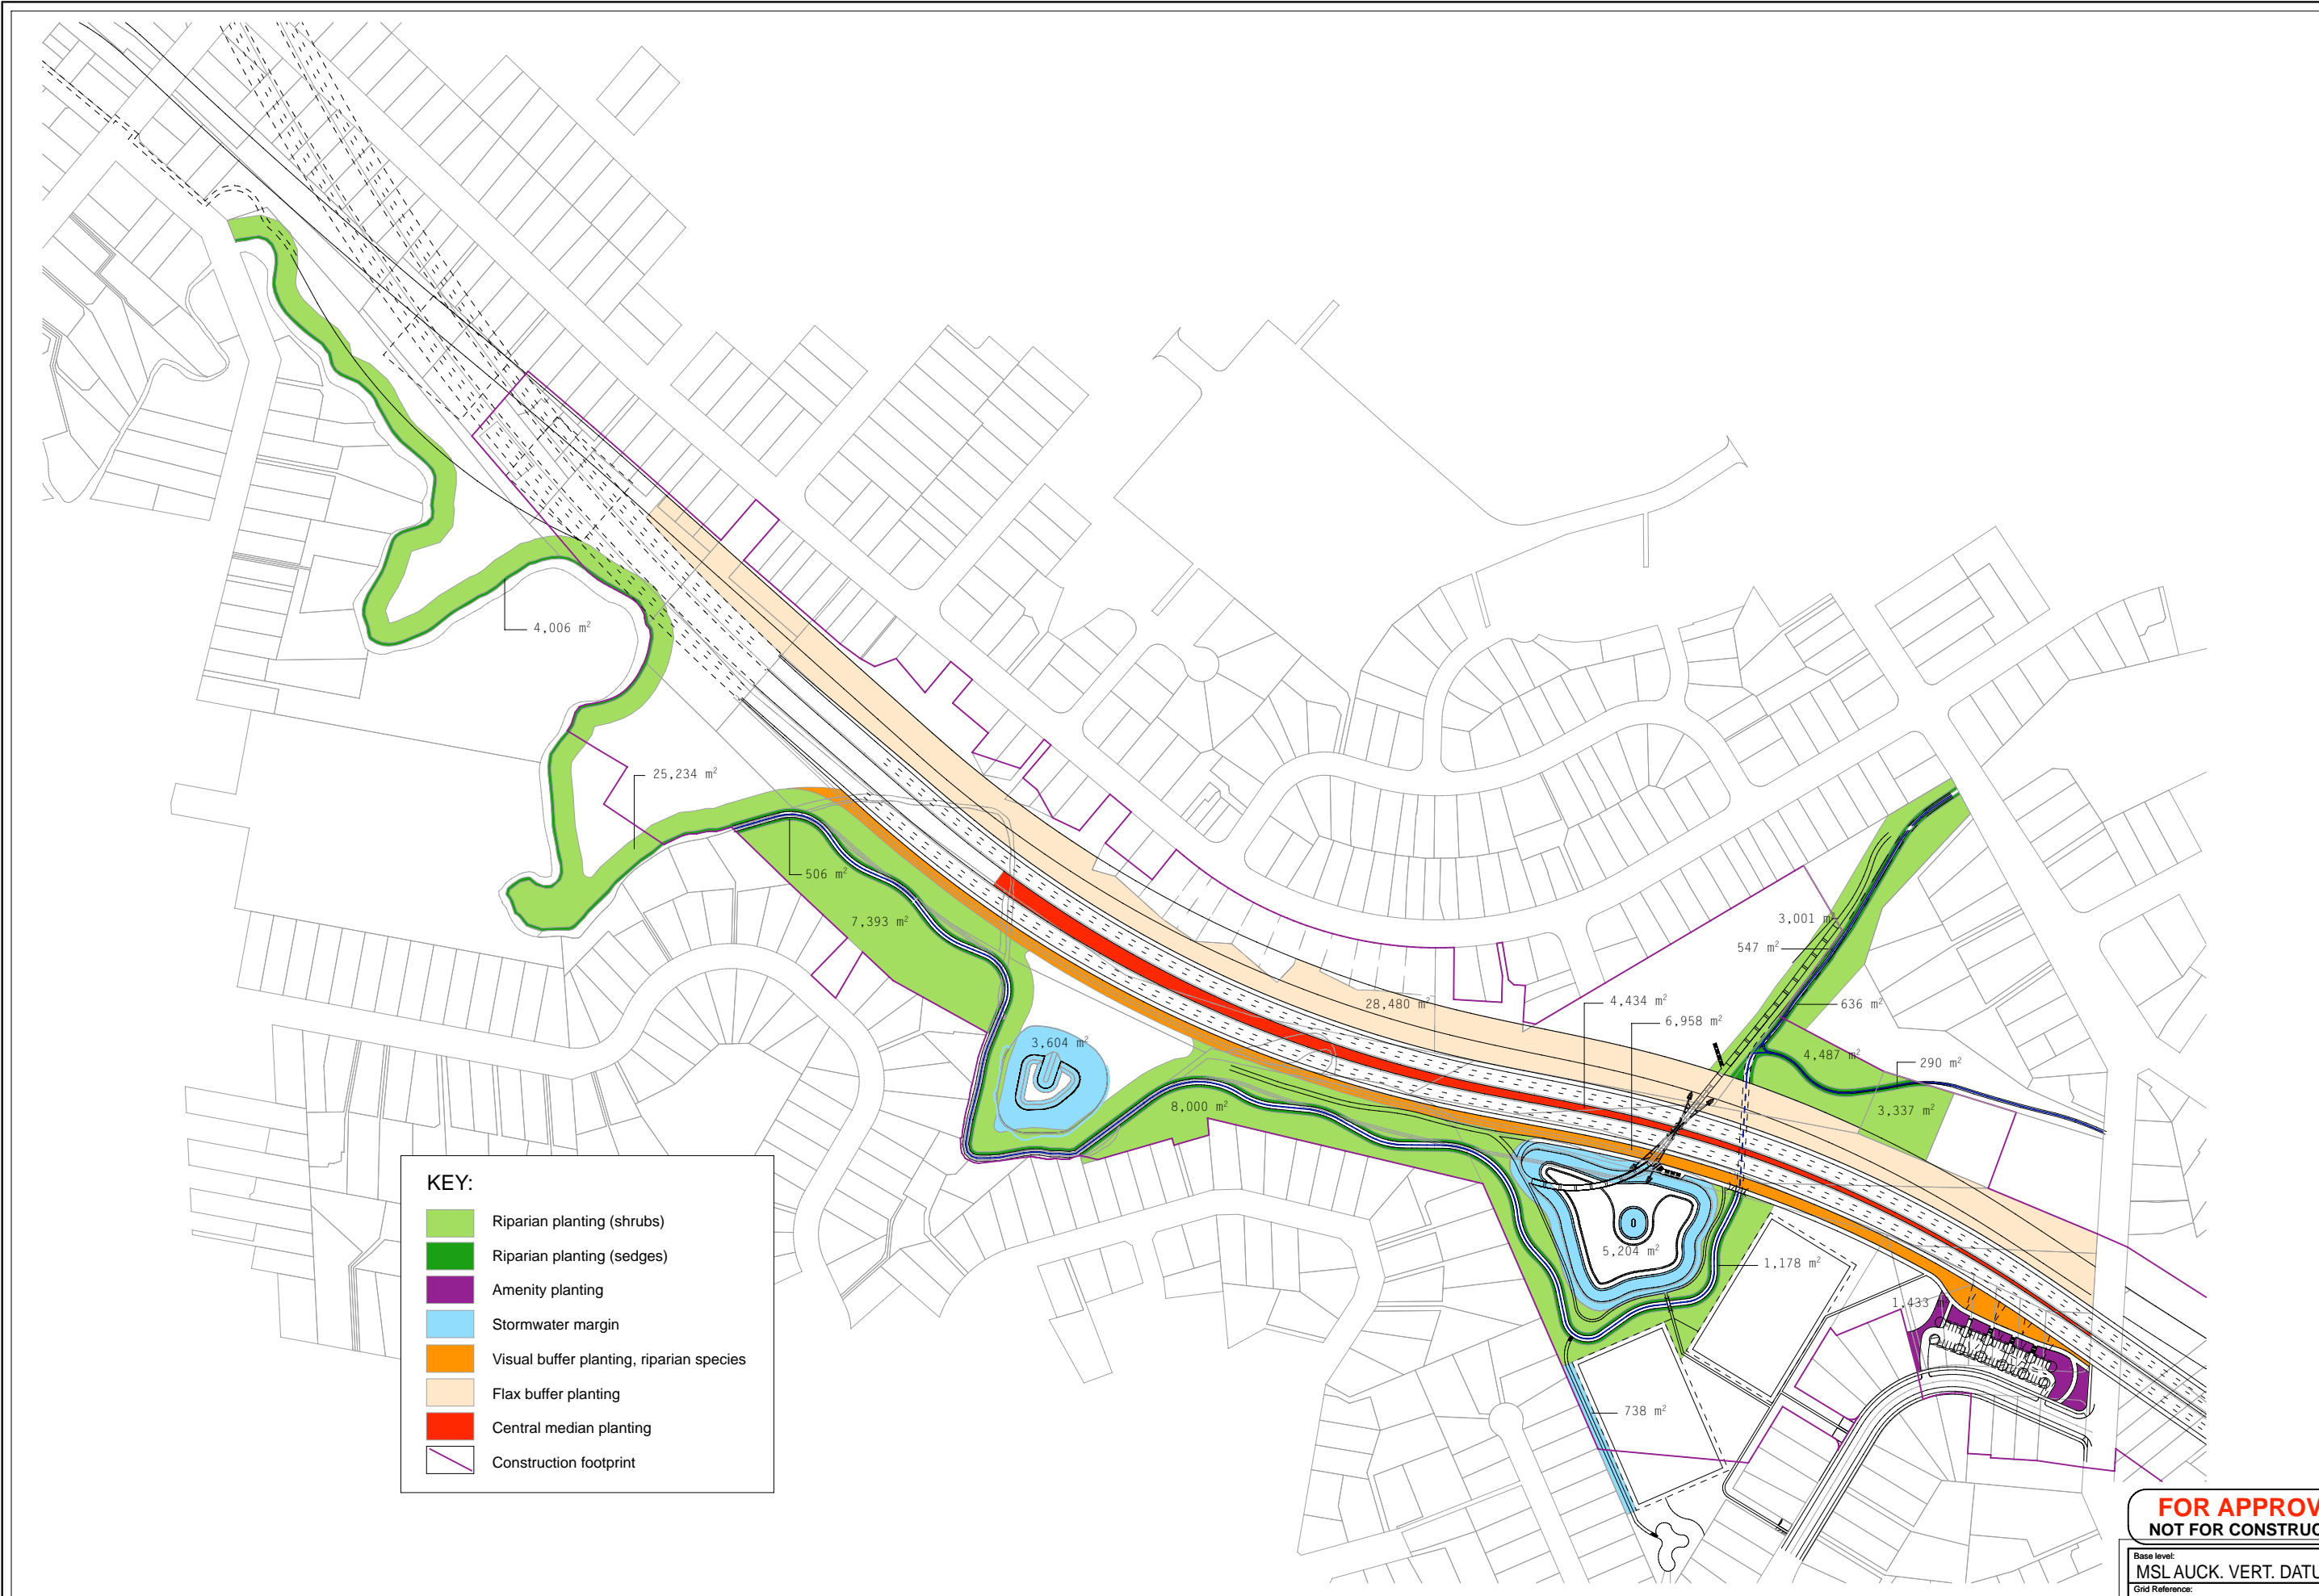 4,006 m²
25,234 m²
506 m²
7,393 m²
3,001 m²
547 m²
28,480 m²
4,434 m²
636 m²
6,958 m²
3,604 m²
4,487 m²
290 m²
8,000 m²
3,337 m²
5,204 m²
1,178 m²
1,433
738 m²
KEY:
Riparian planting (shrubs)
Riparian planting (sedges)
Amenity planting
Stormwater margin
Visual buffer planting, riparian species
Flax buffer planting
Central median planting
Construction footprint
FOR APPROV
NOT FOR CONSTRUC
Base level:
MSL AUCK. VERT. DATU
Grid Reference: